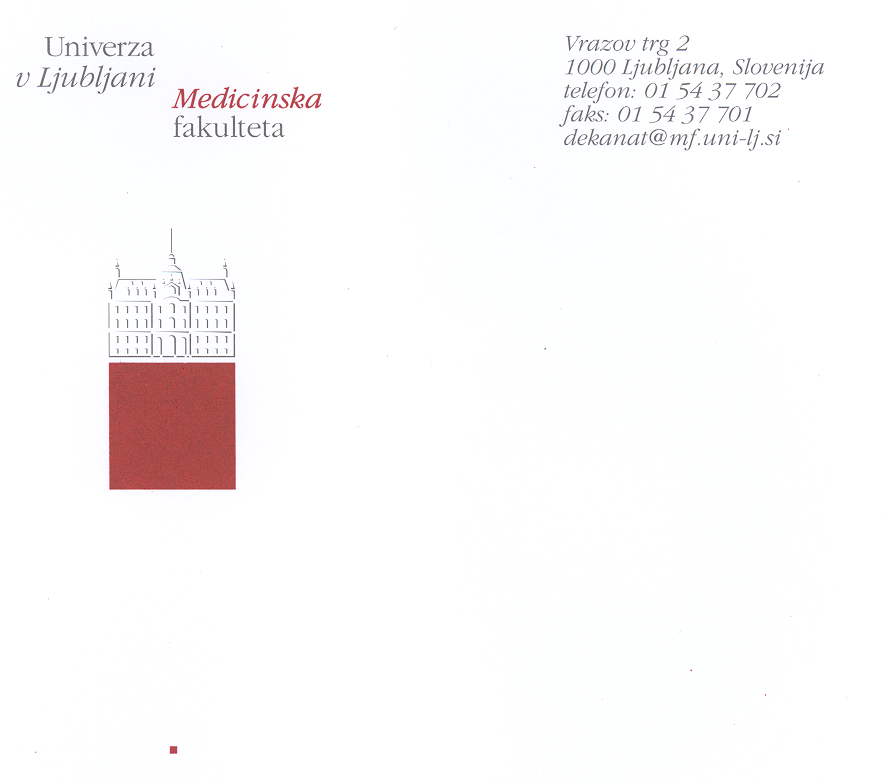 Univerza
v Ljubljani
Medicinska
fakulteta
Vrazov trg 2
1000 Ljubljana, Slovenija
telefon: 01 54 37 702
faks: 01 54 37 701
dekanat@mf.uni-lj.si